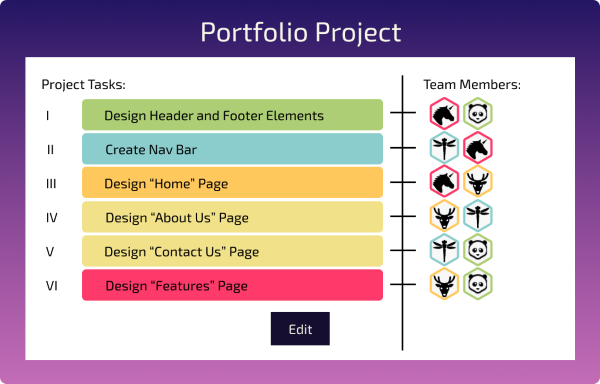 Portfolio Project
Project Tasks:
Team Members:
I Design Header and Footer Elements
II Create Nav Bar
III Design “Home” Page
IV Design “About Us” Page
V Design “Contact Us” Page
VI Design “Features” Page
Edit